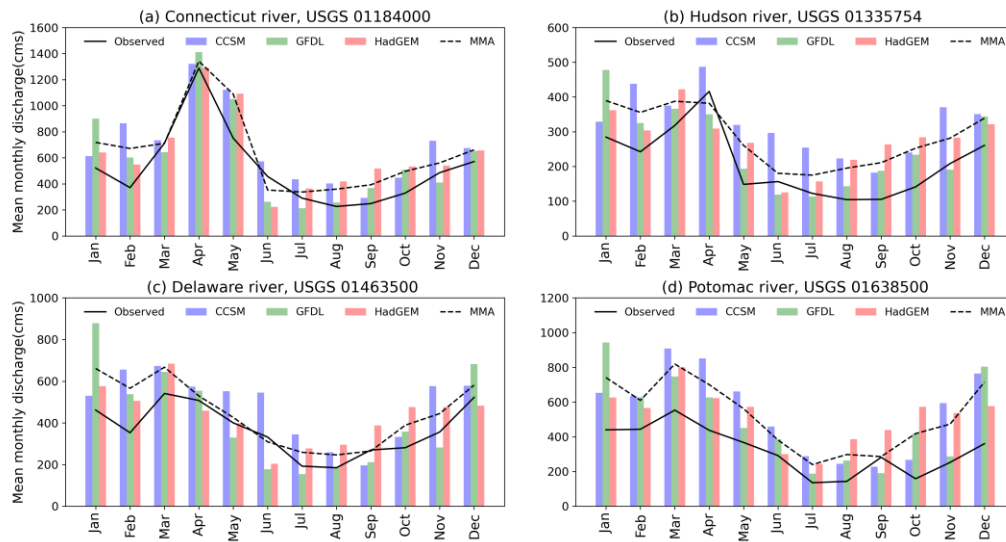 (a) Connecticut river, USGS 01184000
Observed CCSM GFDL HadGEM MMA
Mean monthly discharge(cms)
1600
1400
1200
1000
800
600
400
200
0
Jan Feb Mar Apr May Jun Jul Aug Sep Oct Nov Dec
(b) Hudson river, USGS 01335754
Observed CCSM GFDL HadGEM MMA
600
500
400
300
200
100
0
Jan Feb Mar Apr May Jun Jul Aug Sep Oct Nov Dec
(c) Delaware river, USGS 01463500
Observed CCSM GFDL HadGEM MMA
Mean monthly discharge(cms)
1000
800
600
400
200
0
Jan Feb Mar Apr May Jun Jul Aug Sep Oct Nov Dec
(d) Potomac river, USGS 01638500
Observed CCSM GFDL HadGEM MMA
1200
1000
800
600
400
200
0
Jan Feb Mar Apr May Jun Jul Aug Sep Oct Nov Dec